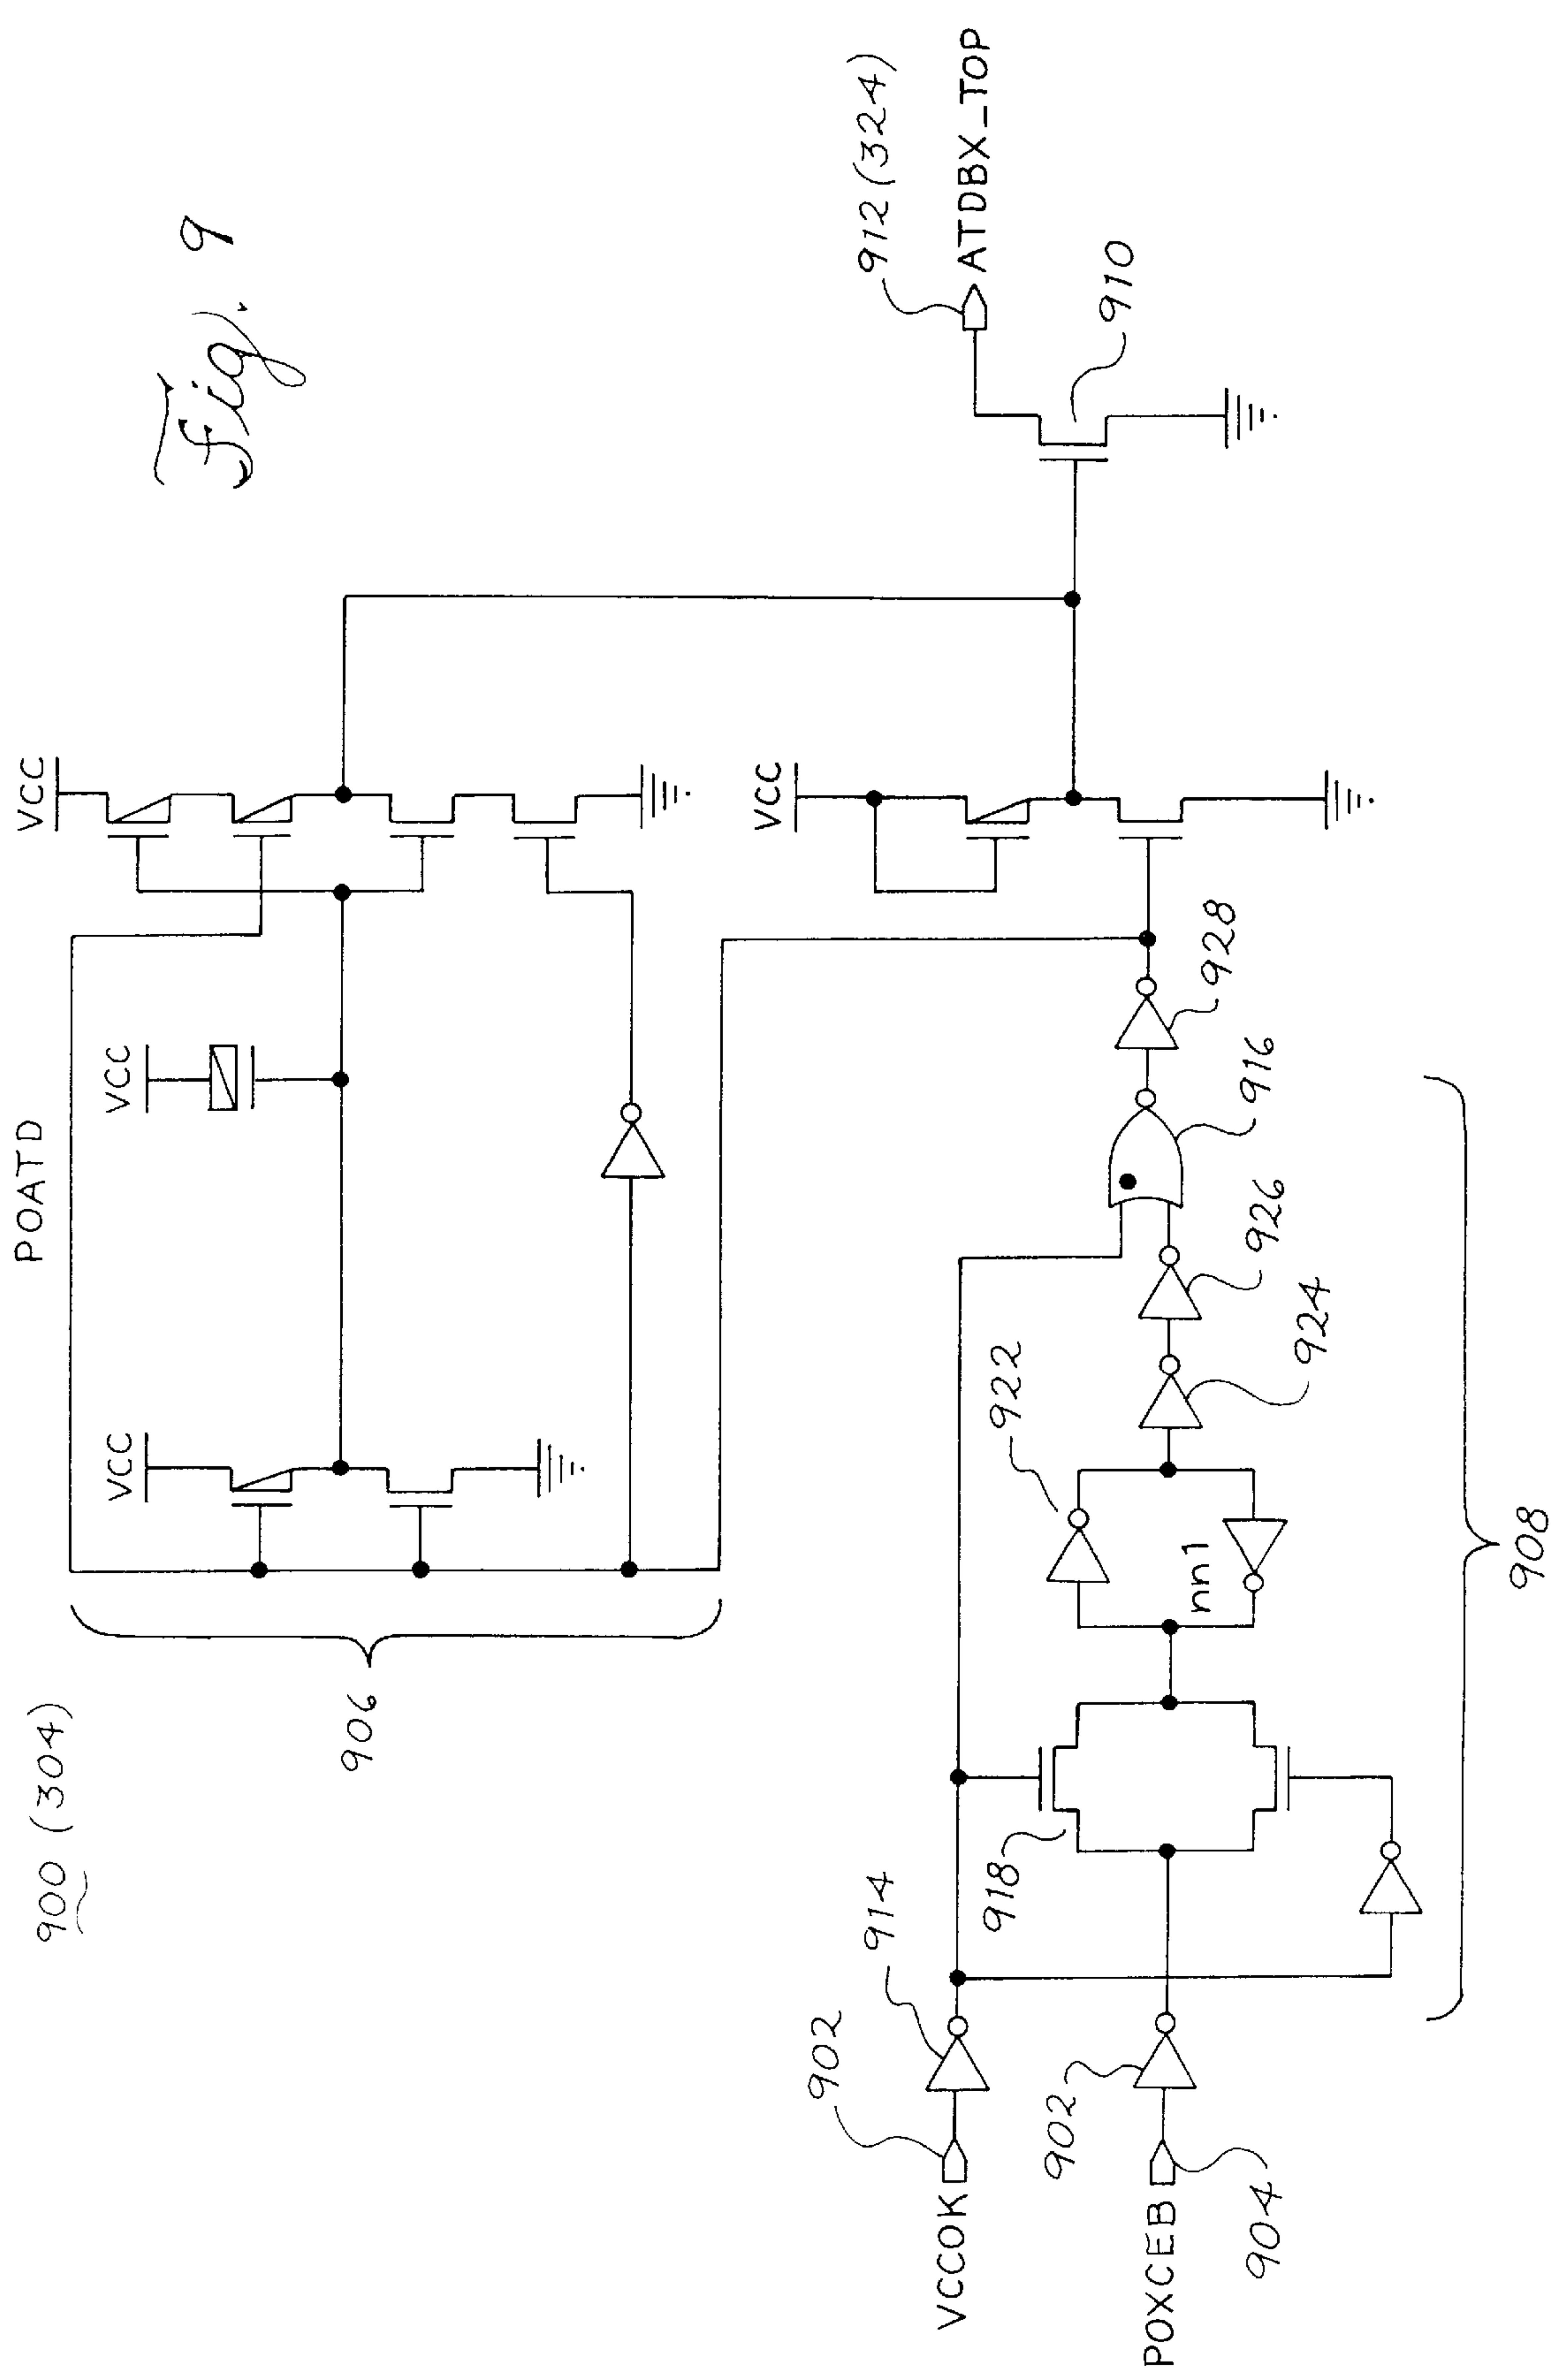 Fig. 9
900 (304)
POATD
VCC
VCC
VCC
906
VCC
912 (324)
ATDBX_TOP
910
VCCOK
902
914
918
922
nn1
924
926
916
928
POXCEB
904
902
908